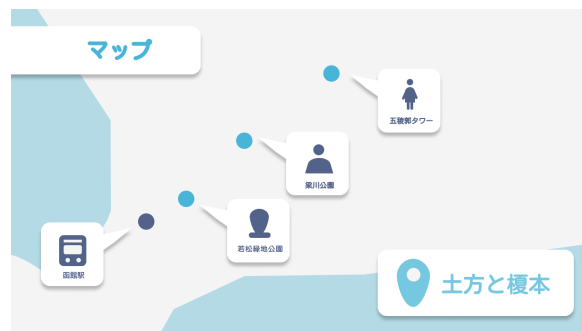 マップ
五稜郭タワー
梁川公園
若松緑地公園
函館駅
土方と榎本